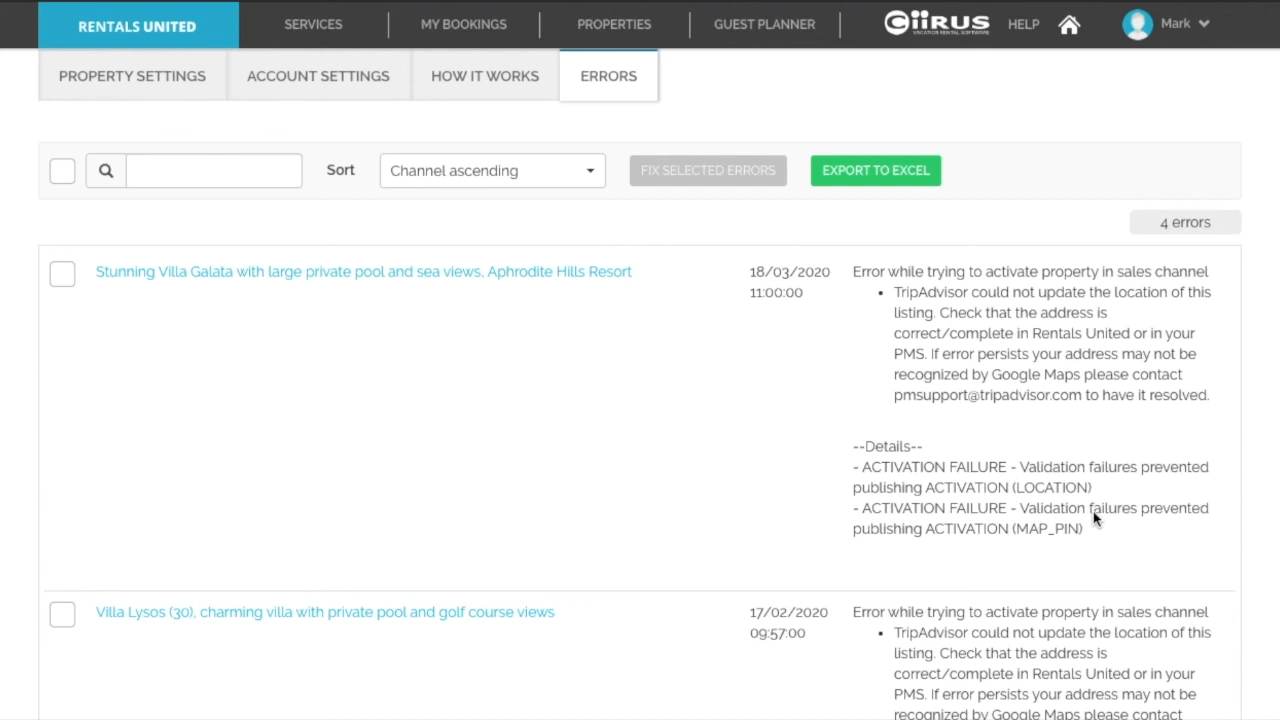 RENTALS UNITED SERVICES MY BOOKINGS PROPERTIES GUEST PLANNER CiiRUS VACATION RENTAL SOFTWARE HELP Mark
PROPERTY SETTINGS ACCOUNT SETTINGS HOW IT WORKS ERRORS
Sort Channel ascending FIX SELECTED ERRORS EXPORT TO EXCEL
4 errors
Stunning Villa Galata with large private pool and sea views, Aphrodite Hills Resort
18/03/2020
11:00:00
Error while trying to activate property in sales channel
• TripAdvisor could not update the location of this
listing. Check that the address is
correct/complete in Rentals United or in your
PMS. If error persists your address may not be
recognized by Google Maps please contact
pmsupport@tripadvisor.com to have it resolved.
--Details--
- ACTIVATION FAILURE - Validation failures prevented
publishing ACTIVATION (LOCATION)
- ACTIVATION FAILURE - Validation failures prevented
publishing ACTIVATION (MAP_PIN)
Villa Lysos (30), charming villa with private pool and golf course views
17/02/2020
09:57:00
Error while trying to activate property in sales channel
• TripAdvisor could not update the location of this
listing. Check that the address is
correct/complete in Rentals United or in your
PMS. If error persists your address may not be
recognized by Google Maps please contact